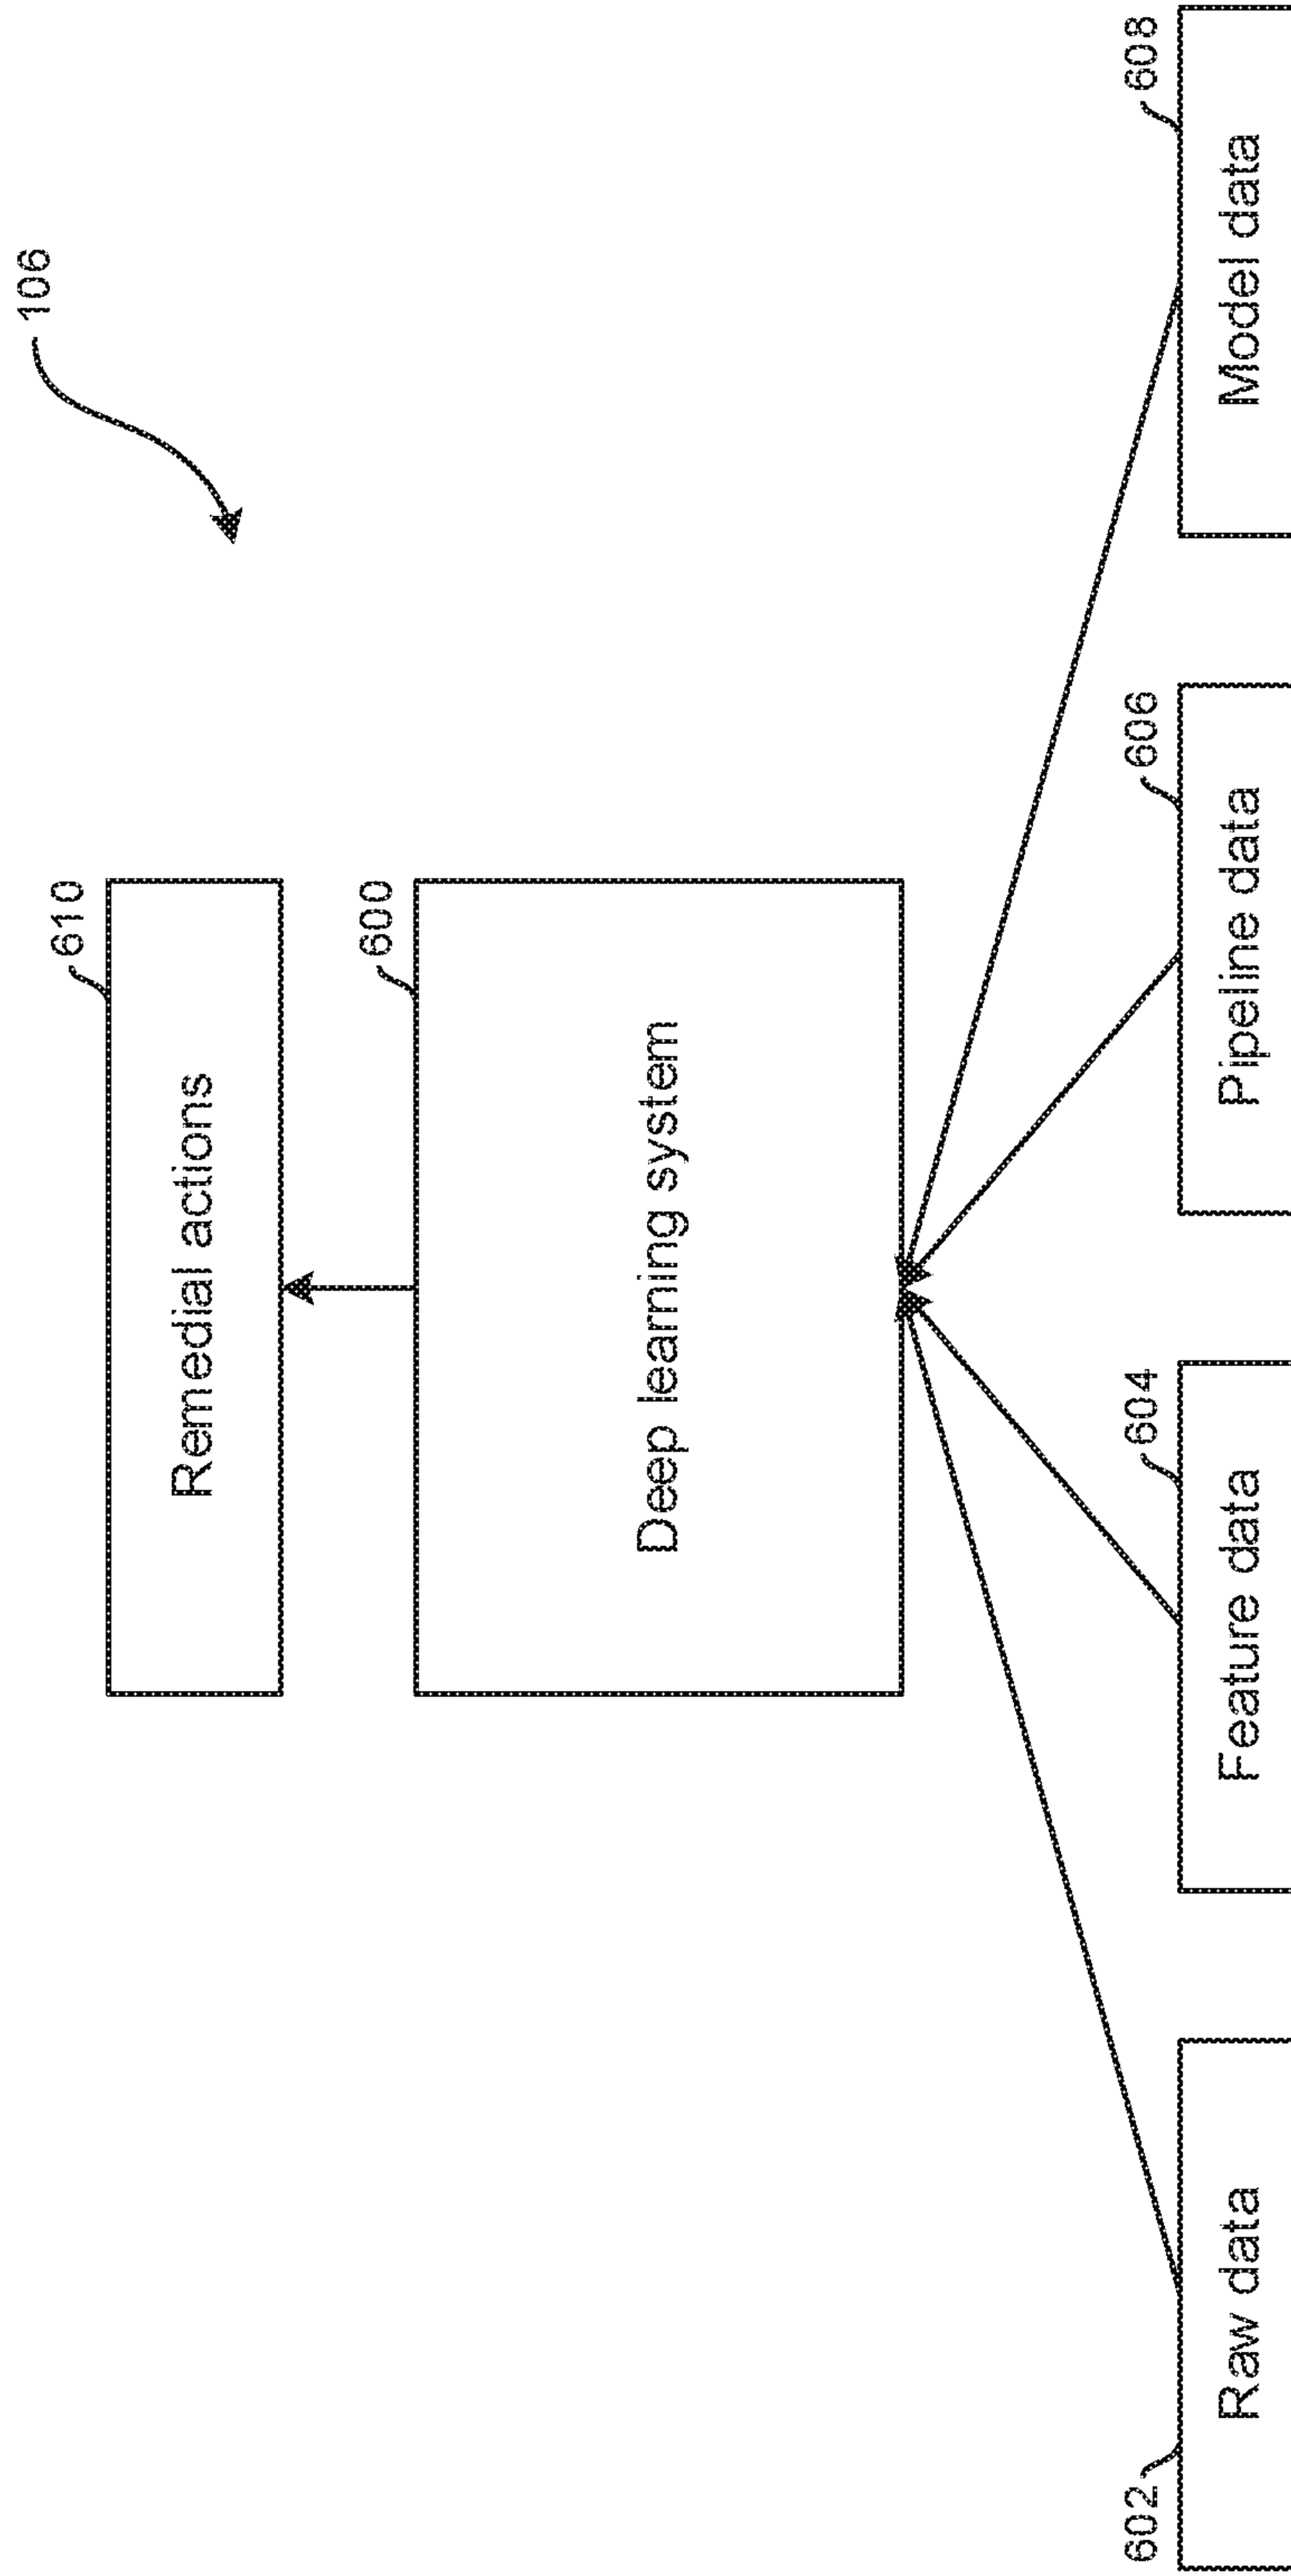 106
610
Remedial actions
600
Deep learning system
602
604
606
608
Raw data
Feature data
Pipeline data
Model data